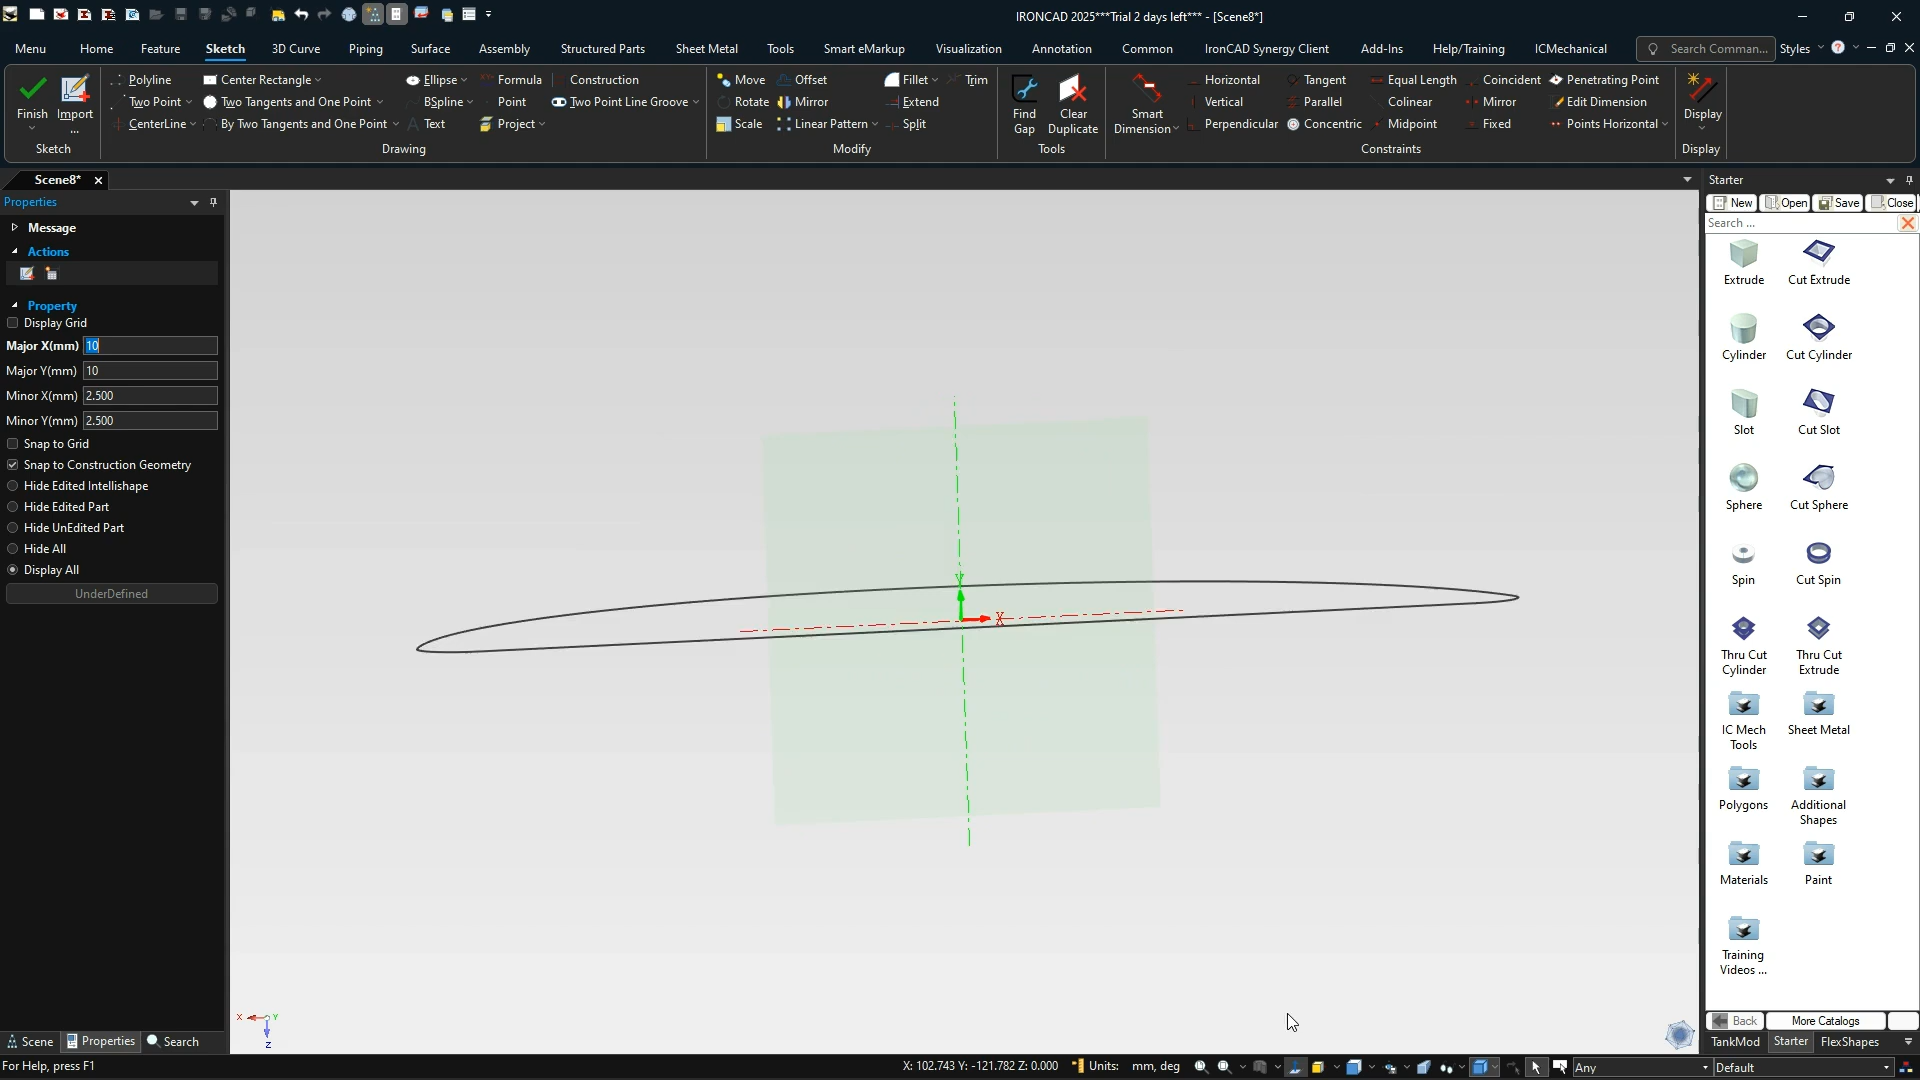 IRONCAD 2025***Trial 2 days left*** - [Scene8*]
Menu Home Feature Sketch 3D Curve Piping Surface Assembly Structured Parts Sheet Metal Tools Smart eMarkup Visualization Annotation Common IronCAD Synergy Client Add-Ins Help/Training ICMechanical Search Comman... Styles
Polyline Center Rectangle Ellipse Formula Construction Move Offset Fillet Trim Horizontal Tangent Equal Length Coincident Penetrating Point
Two Point Two Tangents and One Point BSpline Point Two Point Line Groove Rotate Mirror Extend Vertical Parallel Colinear Mirror Edit Dimension
CenterLine By Two Tangents and One Point Text Project Scale Linear Pattern Split Perpendicular Concentric Midpoint Fixed Points Horizontal
Finish Import ... Find Gap Clear Duplicate Smart Dimension Display
Sketch Drawing Modify Tools Constraints Display
Scene8*
Properties
Message
Actions
Property
Display Grid
Major X(mm) 10
Major Y(mm) 10
Minor X(mm) 2.500
Minor Y(mm) 2.500
Snap to Grid
Snap to Construction Geometry
Hide Edited Intellishape
Hide Edited Part
Hide UnEdited Part
Hide All
Display All
UnderDefined
Y
X
X Y
Z
Starter
New Open Save Close
Search ...
Extrude Cut Extrude
Cylinder Cut Cylinder
Slot Cut Slot
Sphere Cut Sphere
Spin Cut Spin
Thru Cut Cylinder Thru Cut Extrude
IC Mech Tools Sheet Metal
Polygons Additional Shapes
Materials Paint
Training Videos ...
Back More Catalogs
TankMod Starter FlexShapes
Scene Properties Search
For Help, press F1 X: 102.743 Y: -121.782 Z: 0.000 Units: mm, deg Any Default